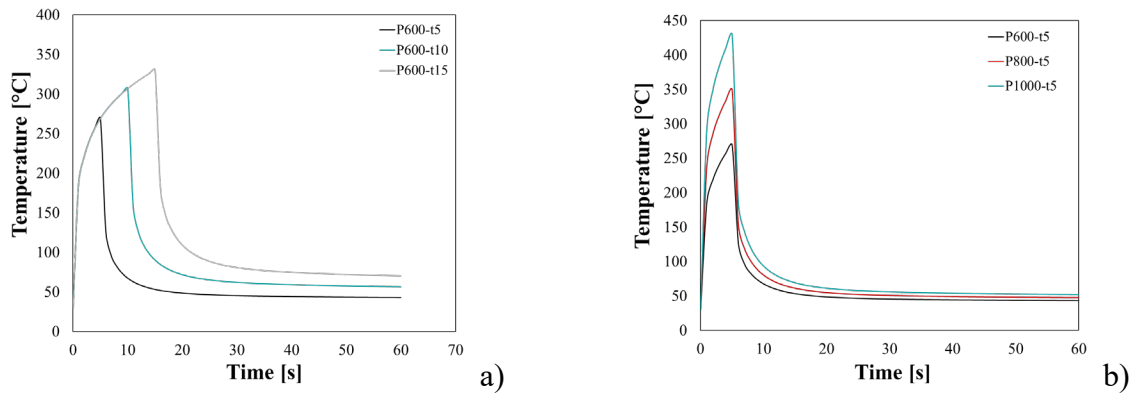 400
350
300
250
200
150
100
50
0
Temperature [°C]
0 10 20 30 40 50 60 70
Time [s]
P600-t5
P600-t10
P600-t15
a)
450
400
350
300
250
200
150
100
50
0
Temperature [°C]
0 10 20 30 40 50 60
Time [s]
P600-t5
P800-t5
P1000-t5
b)